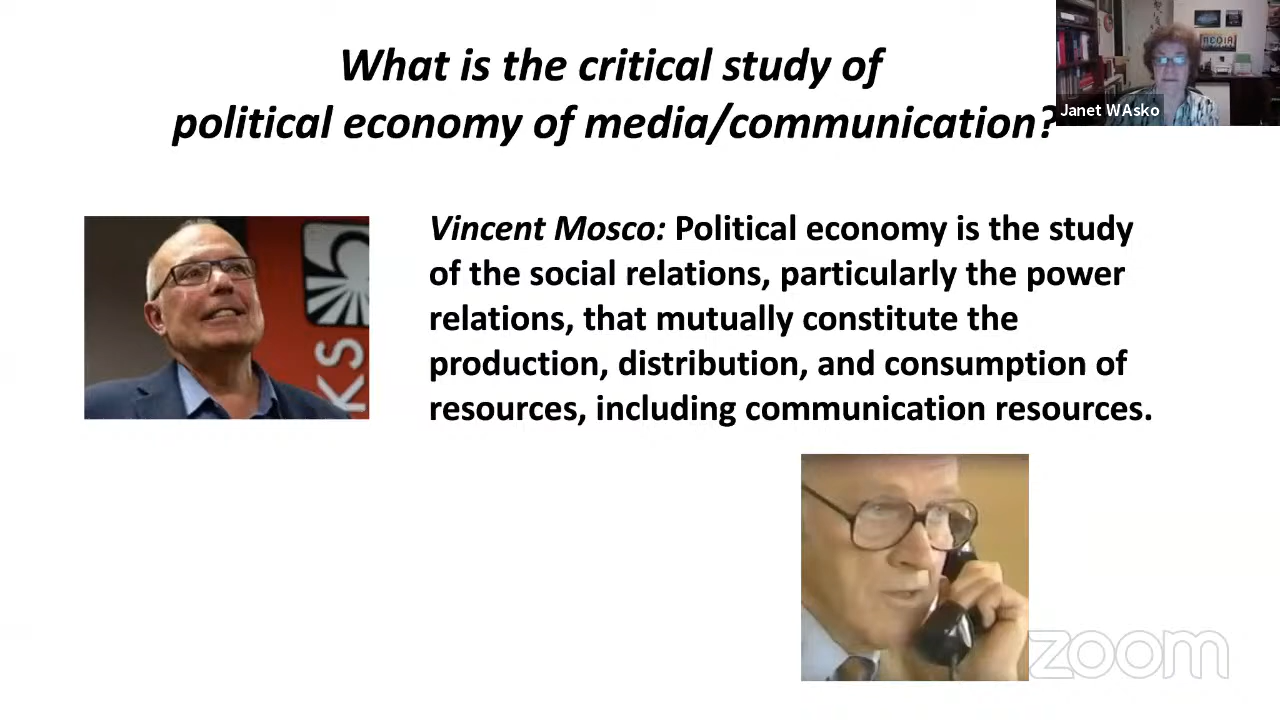 What is the critical study of
political economy of media/communication?
Janet WAsko
Vincent Mosco: Political economy is the study
of the social relations, particularly the power
relations, that mutually constitute the
production, distribution, and consumption of
resources, including communication resources.
KS
MEDIA
zoom